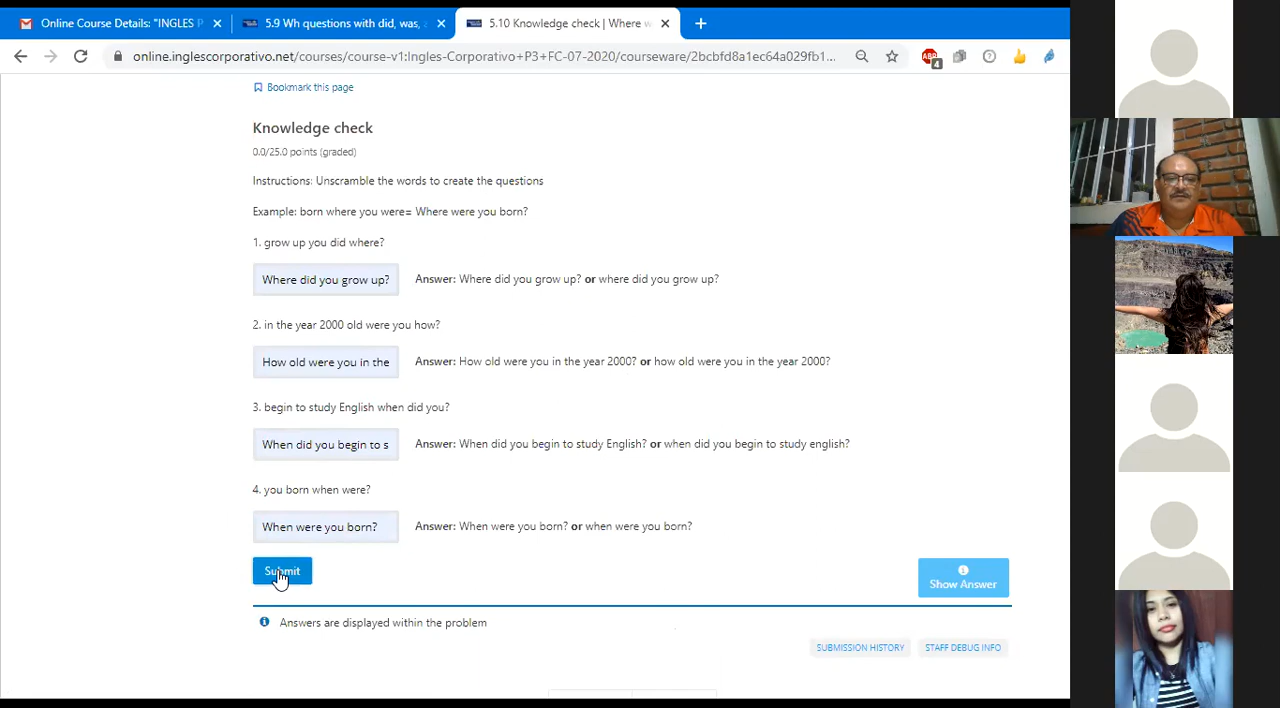 Online Course Details: "INGLES P
5.9 Wh questions with did, was, a
5.10 Knowledge check | Where w
online.inglescorporativo.net/courses/course-v1:Ingles-Corporativo+P3+FC-07-2020/courseware/2bcbfd8a1ec64a029fb1...
ABP
4
Bookmark this page
Knowledge check
0.0/25.0 points (graded)
Instructions: Unscramble the words to create the questions
Example: born where you were= Where were you born?
1. grow up you did where?
Where did you grow up? Answer: Where did you grow up? or where did you grow up?
2. in the year 2000 old were you how?
How old were you in the Answer: How old were you in the year 2000? or how old were you in the year 2000?
3. begin to study English when did you?
When did you begin to s Answer: When did you begin to study English? or when did you begin to study english?
4. you born when were?
When were you born? Answer: When were you born? or when were you born?
Submit
Show Answer
Answers are displayed within the problem
SUBMISSION HISTORY STAFF DEBUG INFO